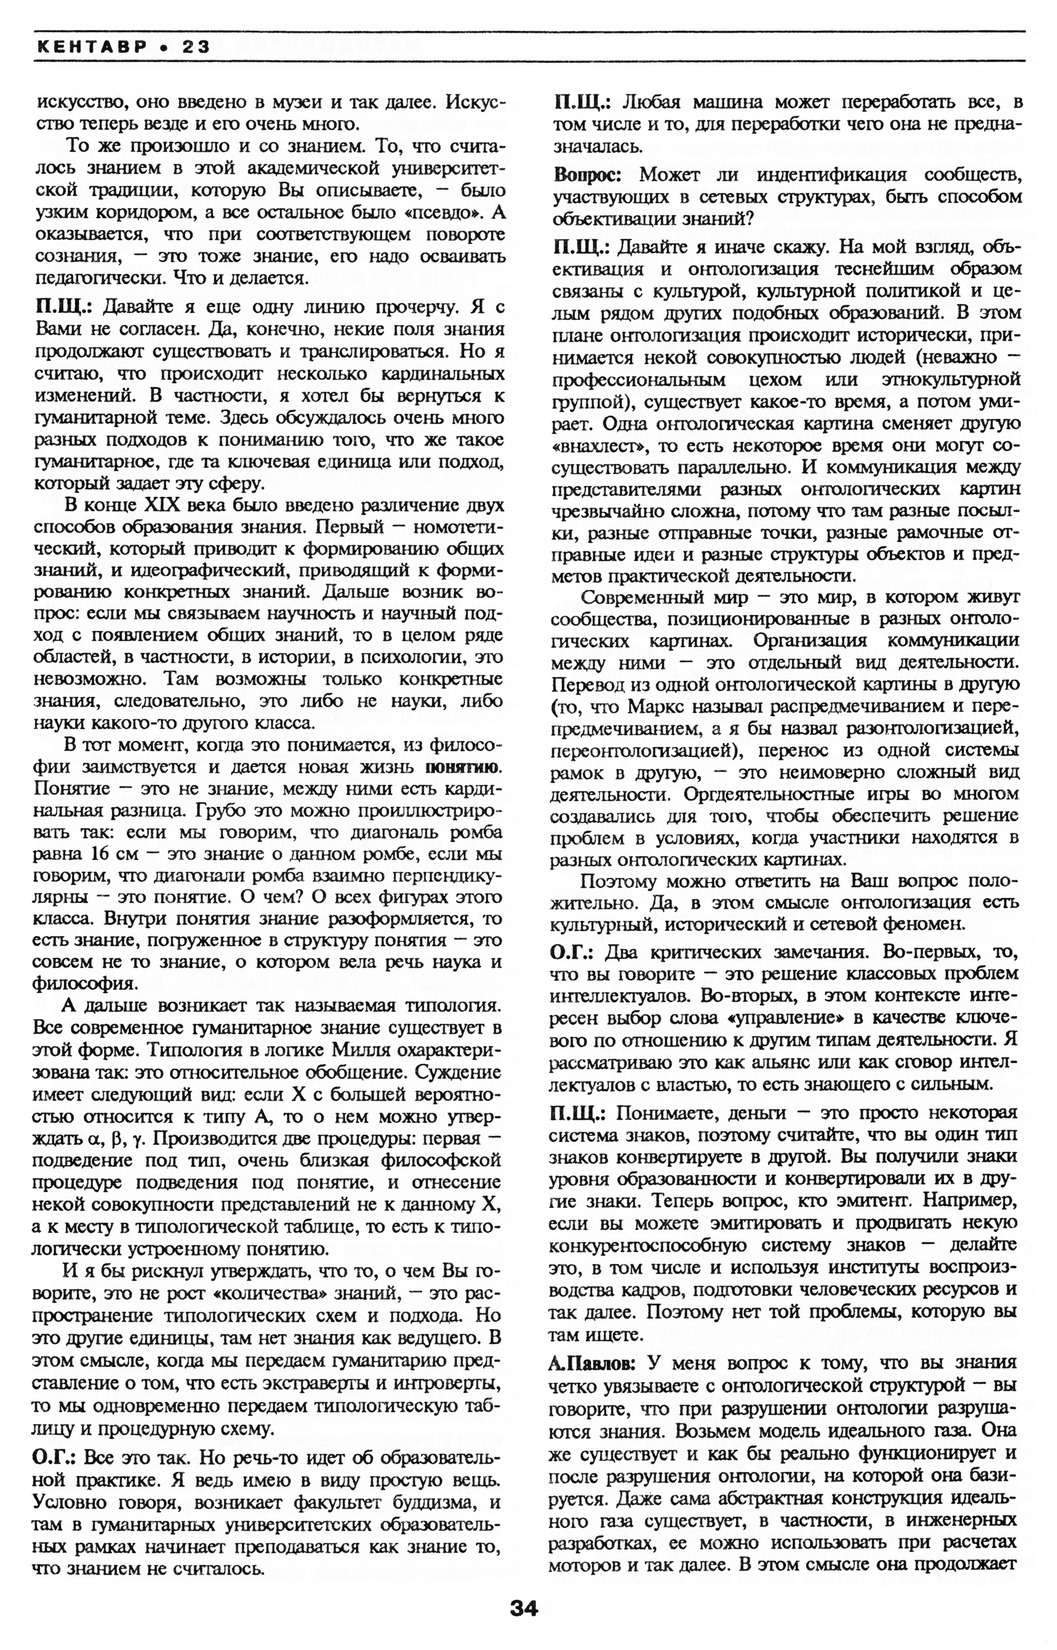 КЕНТАВР • 23
искусство, оно введено в музеи и так далее. Искус-
ство теперь везде и его очень много.
То же произошло и со знанием. То, что счита-
лось знанием в этой академической университет-
ской традиции, которую Вы описываете, — было
узким коридором, а все остальное было «псевдо». А
оказывается, что при соответствующем повороте
сознания, — это тоже знание, его надо осваивать
педагогически. Что и делается.
П.Щ.: Давайте я еще одну линию прочерчу. Я с
Вами не согласен. Да, конечно, некие поля знания
продолжают существовать и транслироваться. Но я
считаю, что происходит несколько кардинальных
изменений. В частности, я хотел бы вернуться к
гуманитарной теме. Здесь обсуждалось очень много
разных подходов к пониманию того, что же такое
гуманитарное, где та ключевая единица или подход,
который задает эту сферу.
В конце XIX века было введено различение двух
способов образования знания. Первый — номотети-
ческий, который приводит к формированию общих
знаний, и идеографический, приводящий к форми-
рованию конкретных знаний. Дальше возник во-
прос: если мы связываем научность и научный под-
ход с появлением общих знаний, то в целом ряде
областей, в частности, в истории, в психологии, это
невозможно. Там возможны только конкретные
знания, следовательно, это либо не науки, либо
науки какого-то другого класса.
В тот момент, когда это понимается, из филосо-
фии заимствуется и дается новая жизнь понятию.
Понятие — это не знание, между ними есть карди-
нальная разница. Грубо это можно проиллюстриро-
вать так: если мы говорим, что диагональ ромба
равна 16 см — это знание о данном ромбе, если мы
говорим, что диагонали ромба взаимно перпендику-
лярны — это понятие. О чем? О всех фигурах этого
класса. Внутри понятия знание разоформляется, то
есть знание, погруженное в структуру понятия — это
совсем не то знание, о котором вела речь наука и
философия.
А дальше возникает так называемая типология.
Все современное гуманитарное знание существует в
этой форме. Типология в логике Милля охарактери-
зована так: это относительное обобщение. Суждение
имеет следующий вид: если X с большей вероятно-
стью относится к типу А, то о нем можно утвер-
ждать α, β, γ. Производится две процедуры: первая —
подведение под тип, очень близкая философской
процедуре подведения под понятие, и отнесение
некой совокупности представлений не к данному X,
а к месту в типологической таблице, то есть к типо-
логически устроенному понятию.
И я бы рискнул утверждать, что то, о чем Вы го-
ворите, это не рост «количества» знаний, — это рас-
пространение типологических схем и подхода. Но
это другие единицы, там нет знания как ведущего. В
этом смысле, когда мы передаем гуманитарию пред-
ставление о том, что есть экстраверты и интроверты,
то мы одновременно передаем типологическую таб-
лицу и процедурную схему.
О.Г.: Все это так. Но речь-то идет об образователь-
ной практике. Я ведь имею в виду простую вещь.
Условно говоря, возникает факультет буддизма, и
там в гуманитарных университетских образователь-
ных рамках начинает преподаваться как знание то,
что знанием не считалось.
П.Щ.: Любая машина может переработать все, в
том числе и то, для переработки чего она не предна-
значалась.
Вопрос: Может ли индентификация сообществ,
участвующих в сетевых структурах, быть способом
объективации знаний?
П.Щ.: Давайте я иначе скажу. На мой взгляд, объ-
ективация и онтологизация теснейшим образом
связаны с культурой, культурной политикой и це-
лым рядом других подобных образований. В этом
плане онтологизация происходит исторически, при-
нимается некой совокупностью людей (неважно —
профессиональным цехом или этнокультурной
группой), существует какое-то время, а потом уми-
рает. Одна онтологическая картина сменяет другую
«внахлест», то есть некоторое время они могут со-
существовать параллельно. И коммуникация между
представителями разных онтологических картин
чрезвычайно сложна, потому что там разные посыл-
ки, разные отправные точки, разные рамочные от-
правные идеи и разные структуры объектов и пред-
метов практической деятельности.
Современный мир — это мир, в котором живут
сообщества, позиционированные в разных онтоло-
гических картинах. Организация коммуникации
между ними — это отдельный вид деятельности.
Перевод из одной онтологической картины в другую
(то, что Маркс называл распредмечиванием и пере-
предмечиванием, а я бы назвал разонтологизацией,
переонтологизацией), перенос из одной системы
рамок в другую, — это неимоверно сложный вид
деятельности. Оргдеятельностные игры во многом
создавались для того, чтобы обеспечить решение
проблем в условиях, когда участники находятся в
разных онтологических картинах.
Поэтому можно ответить на Ваш вопрос поло-
жительно. Да, в этом смысле онтологизация есть
культурный, исторический и сетевой феномен.
О.Г.: Два критических замечания. Во-первых, то,
что вы говорите — это решение классовых проблем
интеллектуалов. Во-вторых, в этом контексте инте-
ресен выбор слова «управление» в качестве ключе-
вого по отношению к другим типам деятельности. Я
рассматриваю это как альянс или как сговор интел-
лектуалов с властью, то есть знающего с сильным.
П.Щ.: Понимаете, деньги — это просто некоторая
система знаков, поэтому считайте, что вы один тип
знаков конвертируете в другой. Вы получили знаки
уровня образованности и конвертировали их в дру-
гие знаки. Теперь вопрос, кто эмитент. Например,
если вы можете эмитировать и продвигать некую
конкурентоспособную систему знаков — делайте
это, в том числе и используя институты воспроиз-
водства кадров, подготовки человеческих ресурсов и
так далее. Поэтому нет той проблемы, которую вы
там ищете.
А.Павлов: У меня вопрос к тому, что вы знания
четко увязываете с онтологической структурой — вы
говорите, что при разрушении онтологии разруша-
ются знания. Возьмем модель идеального газа. Она
же существует и как бы реально функционирует и
после разрушения онтологии, на которой она бази-
руется. Даже сама абстрактная конструкция идеаль-
ного газа существует, в частности, в инженерных
разработках, ее можно использовать при расчетах
моторов и так далее. В этом смысле она продолжает
34